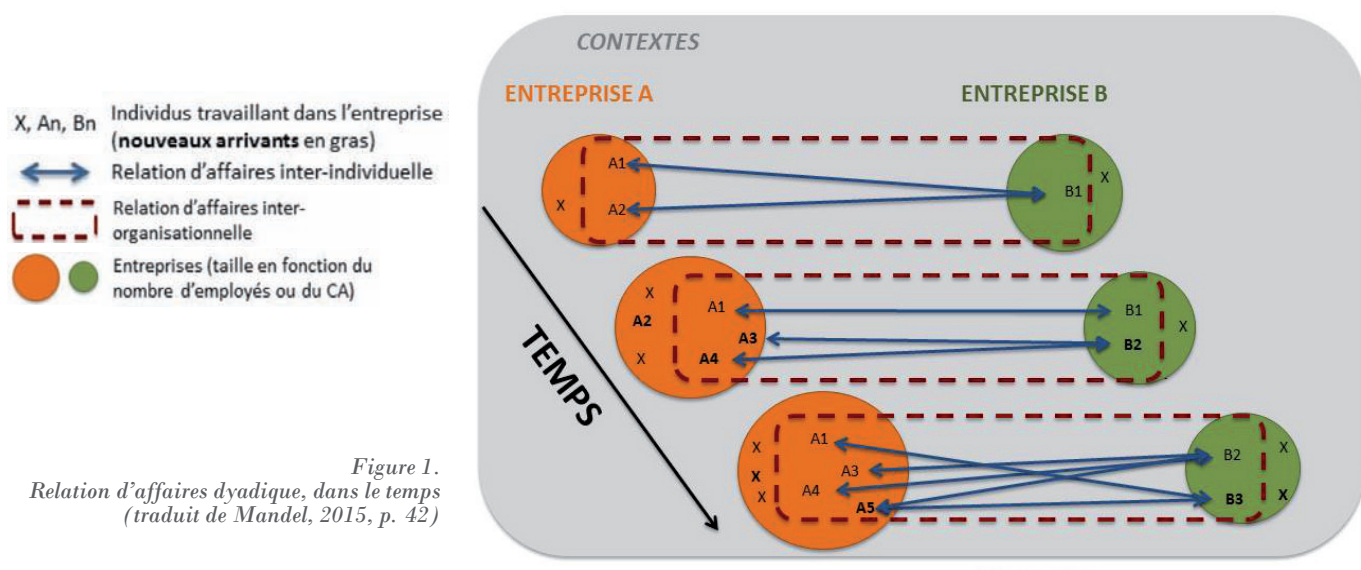 X, An, Bn
Individus travaillant dans l'entreprise
(nouveaux arrivants en gras)
Relation d'affaires inter-individuelle
Relation d'affaires inter-
organisationnelle
Entreprises (taille en fonction du
nombre d'employés ou du CA)
Figure 1.
Relation d'affaires dyadique, dans le temps
(traduit de Mandel, 2015, p. 42)
CONTEXTES
ENTREPRISE A
ENTREPRISE B
TEMPS
A1
X
A2
B1
X
X
A1
A2
A3
X
A4
B1
X
B2
A1
X
A3
X
A4
X
A5
B2
X
B3
X